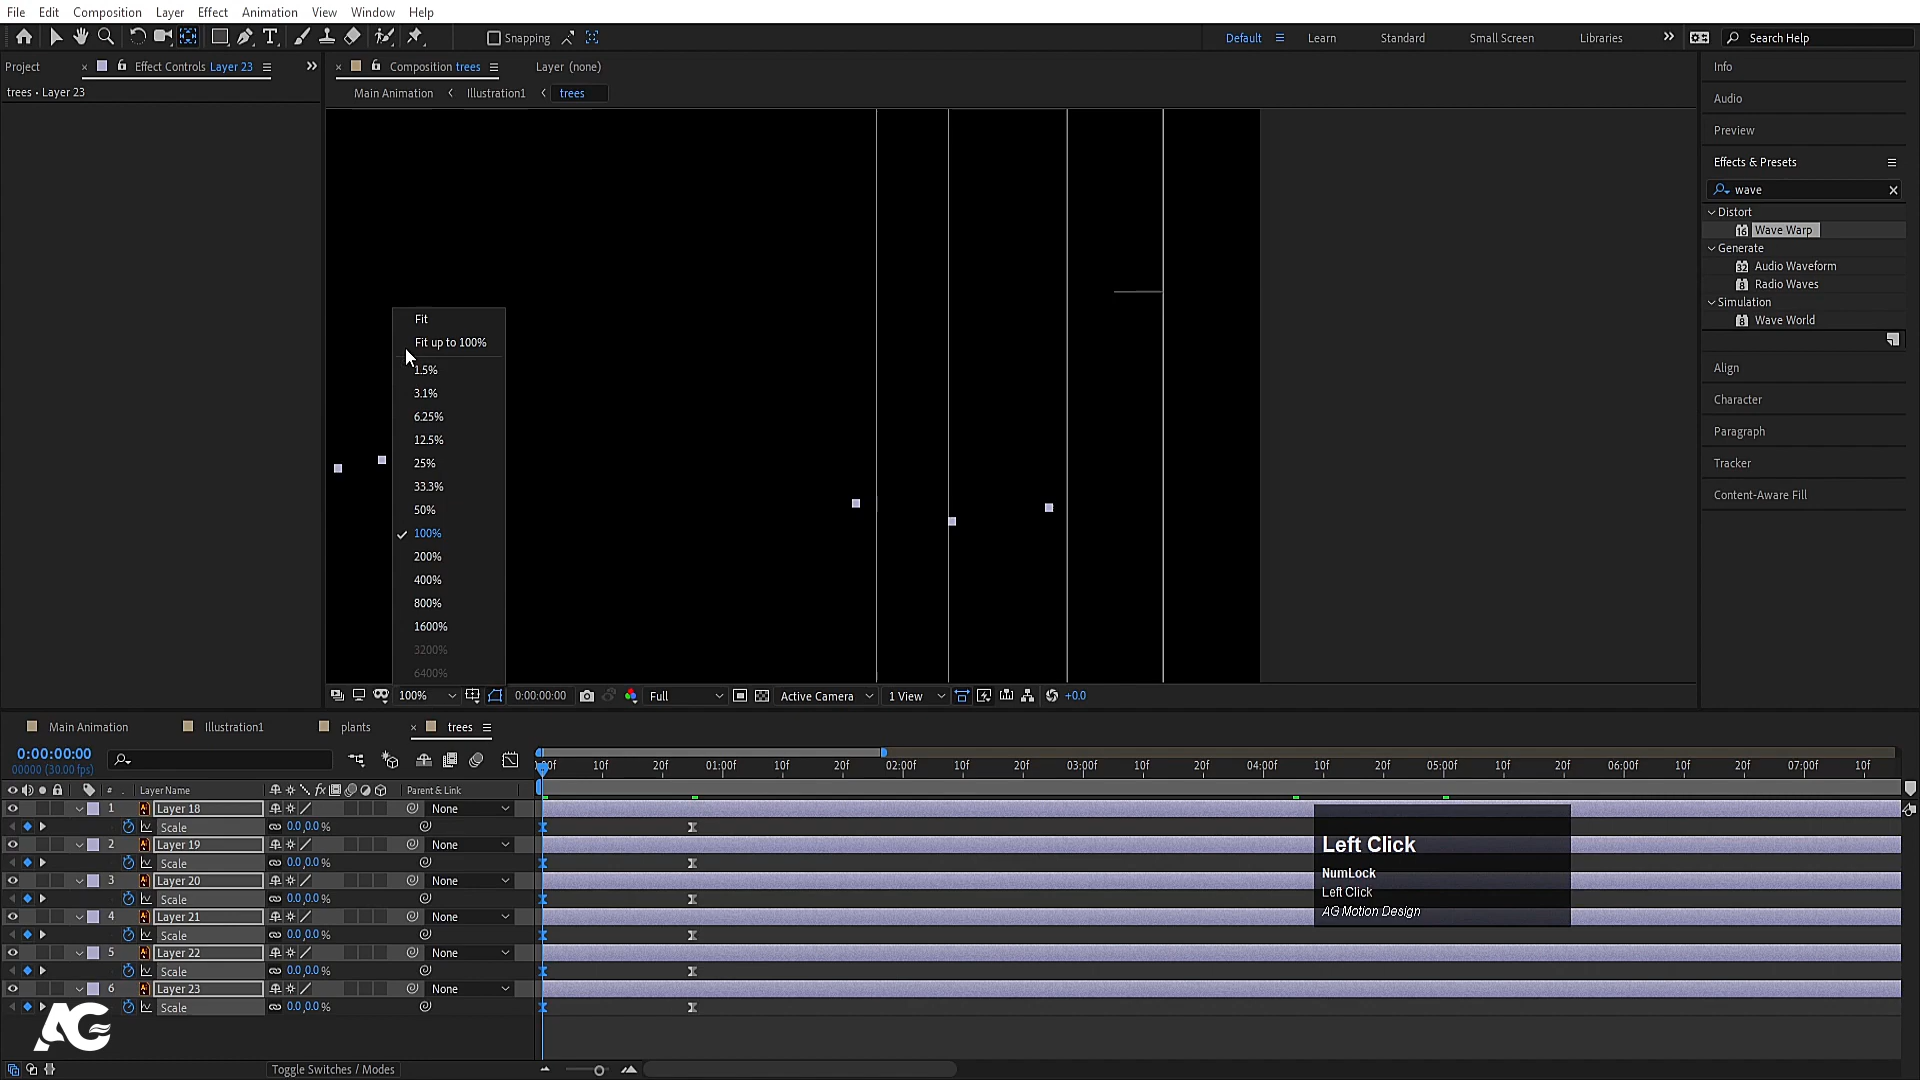 File Edit Composition Layer Effect Animation View Window Help
Snapping
Default Learn Standard Small Screen Libraries Search Help
Project Effect Controls Layer 23
Composition trees Layer (none)
trees • Layer 23
Main Animation Illustration1 trees
Info
Audio
Preview
Effects & Presets
wave
Distort
Wave Warp
Generate
Audio Waveform
Radio Waves
Simulation
Wave World
Align
Character
Paragraph
Tracker
Content-Aware Fill
Fit
Fit up to 100%
1.5%
3.1%
6.25%
12.5%
25%
33.3%
50%
100%
200%
400%
800%
1600%
3200%
6400%
100% 0:00:00:00 Full Active Camera 1 View +0.0
Main Animation Illustration1 plants trees
0:00:00:00
00000 (30.00 fps)
10f 20f 01:00f 10f 20f 02:00f 10f 20f 03:00f 10f 20f 04:00f 10f 20f 05:00f 10f 20f 06:00f 10f 20f 07:00f 10f
# Layer Name Parent & Link
1 Layer 18 None
Scale 0.0,0.0 %
2 Layer 19 None
Scale 0.0,0.0 %
3 Layer 20 None
Scale 0.0,0.0 %
4 Layer 21 None
Scale 0.0,0.0 %
5 Layer 22 None
Scale 0.0,0.0 %
6 Layer 23 None
Scale 0.0,0.0 %
Left Click
NumLock
Left Click
AG Motion Design
AG
Toggle Switches / Modes